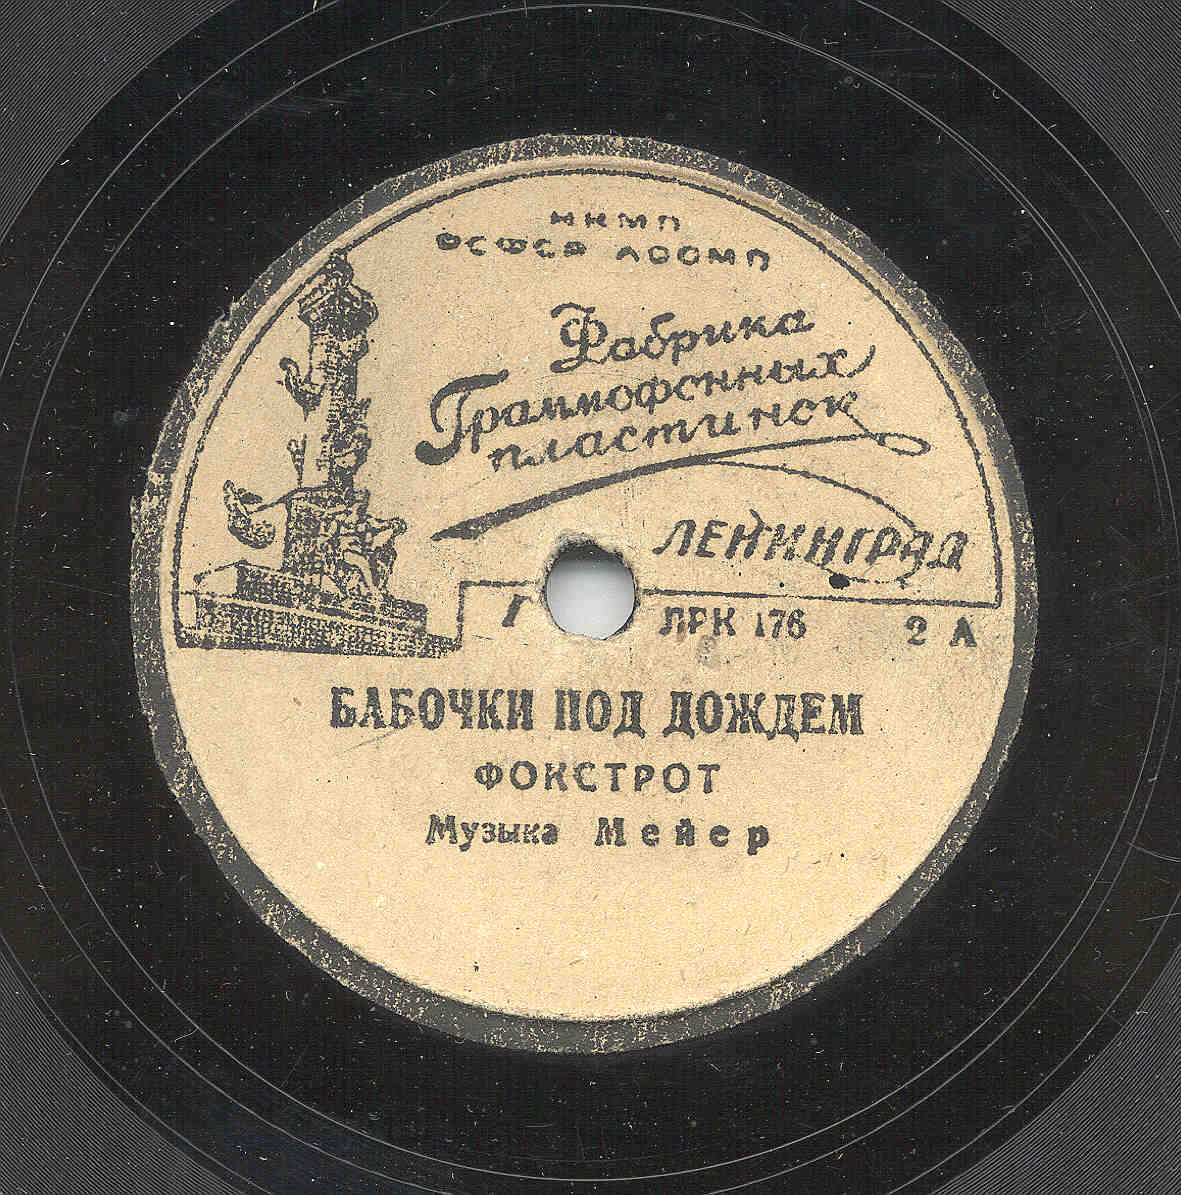 НКМП
РСФСР ЛООМП
Фабрика
Граммофонных
пластинок
ЛЕНИНГРАД
I ЛРК 176 2 А
БАБОЧКИ ПОД ДОЖДЕМ
ФОКСТРОТ
Музыка Мейер